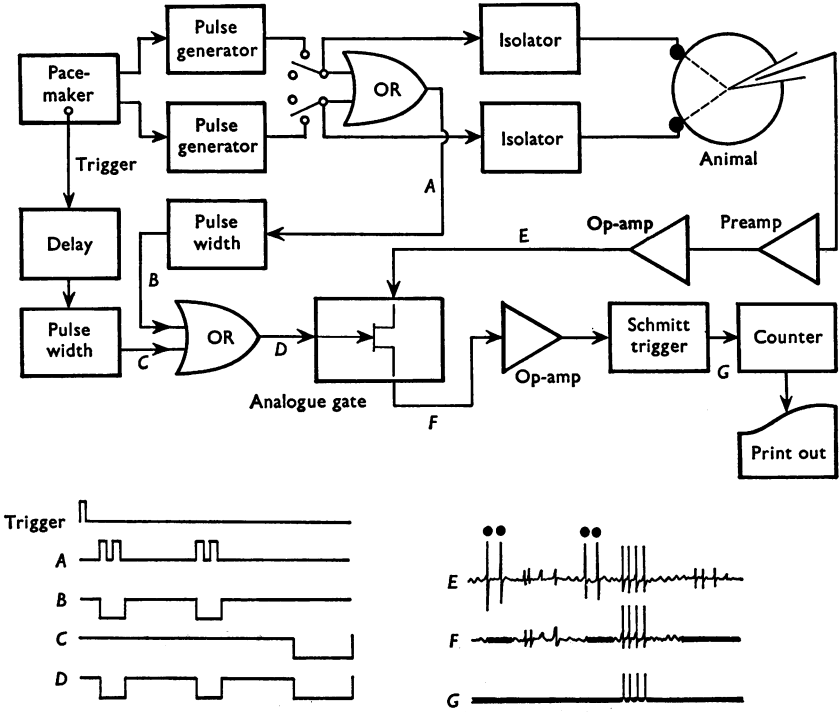 Pulse
generator
Isolator
Pace-
maker
OR
Pulse
generator
Isolator
Animal
Trigger
A
Delay
Pulse
width
E
Op-amp
Preamp
B
Pulse
width
C
OR
D
Analogue gate
F
Op-amp
Schmitt
trigger
G
Counter
Print out
Trigger
A
B
C
D
E
F
G